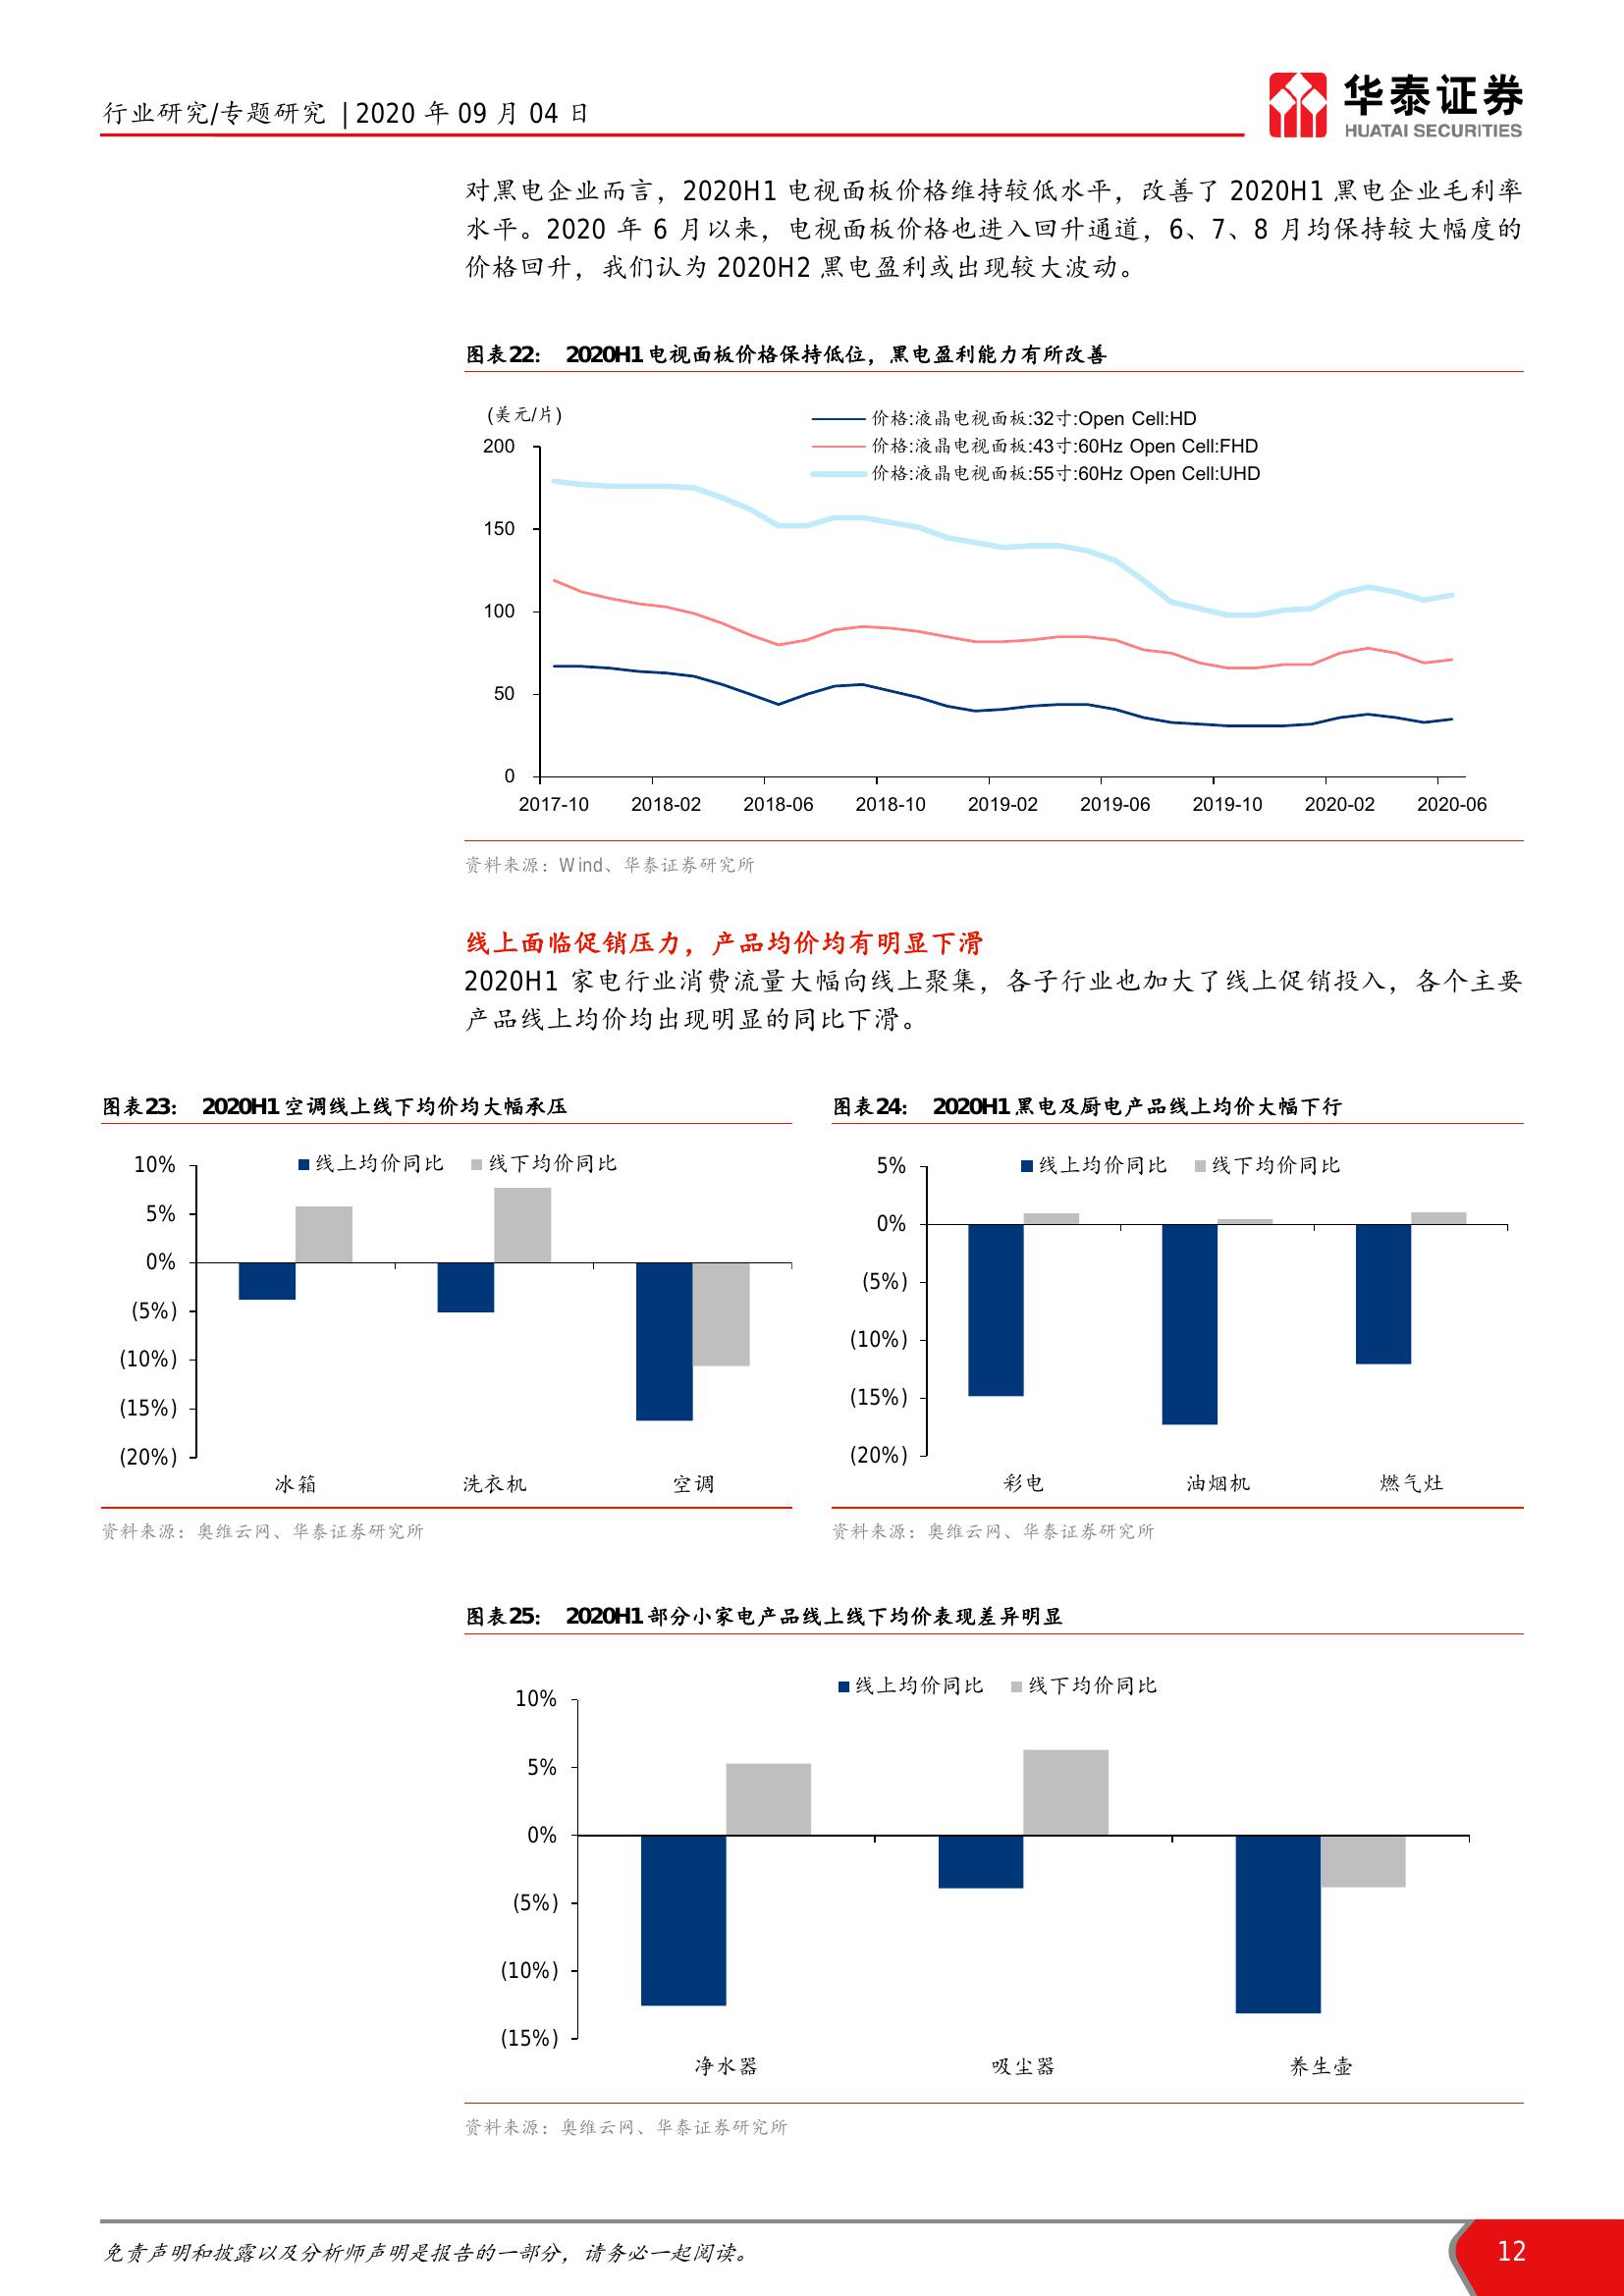 行业研究/专题研究 | 2020 年 09 月 04 日
华泰证券
HUATAI SECURITIES
对黑电企业而言，2020H1 电视面板价格维持较低水平，改善了 2020H1 黑电企业毛利率
水平。2020 年 6 月以来，电视面板价格也进入回升通道，6、7、8 月均保持较大幅度的
价格回升，我们认为 2020H2 黑电盈利或出现较大波动。
图表22： 2020H1 电视面板价格保持低位，黑电盈利能力有所改善
(美元/片)
价格:液晶电视面板:32寸:Open Cell:HD
价格:液晶电视面板:43寸:60Hz Open Cell:FHD
价格:液晶电视面板:55寸:60Hz Open Cell:UHD
200
150
100
50
0
2017-10 2018-02 2018-06 2018-10 2019-02 2019-06 2019-10 2020-02 2020-06
资料来源：Wind、华泰证券研究所
线上面临促销压力，产品均价均有明显下滑
2020H1 家电行业消费流量大幅向线上聚集，各子行业也加大了线上促销投入，各个主要
产品线上均价均出现明显的同比下滑。
图表23： 2020H1 空调线上线下均价均大幅承压
线上均价同比 线下均价同比
10%
5%
0%
(5%)
(10%)
(15%)
(20%)
冰箱 洗衣机 空调
资料来源：奥维云网、华泰证券研究所
图表24： 2020H1 黑电及厨电产品线上均价大幅下行
线上均价同比 线下均价同比
5%
0%
(5%)
(10%)
(15%)
(20%)
彩电 油烟机 燃气灶
资料来源：奥维云网、华泰证券研究所
图表25： 2020H1 部分小家电产品线上线下均价表现差异明显
线上均价同比 线下均价同比
10%
5%
0%
(5%)
(10%)
(15%)
净水器 吸尘器 养生壶
资料来源：奥维云网、华泰证券研究所
免责声明和披露以及分析师声明是报告的一部分，请务必一起阅读。
12